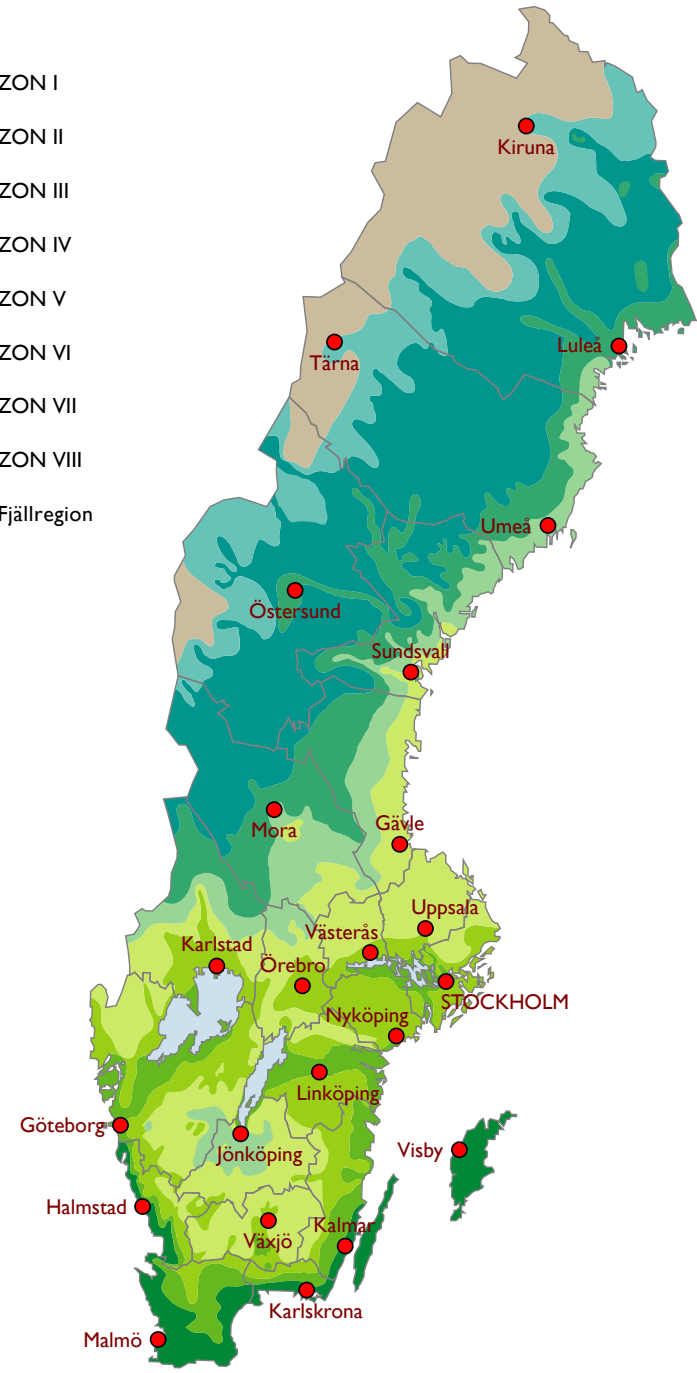 ZON I
ZON II
ZON III
ZON IV
ZON V
ZON VI
ZON VII
ZON VIII
Fjällregion
Kiruna
Luleå
Tärna
Umeå
Östersund
Sundsvall
Mora
Gävle
Uppsala
Västerås
Karlstad
Örebro
STOCKHOLM
Nyköping
Linköping
Göteborg
Jönköping
Visby
Halmstad
Kalmar
Växjö
Karlskrona
Malmö